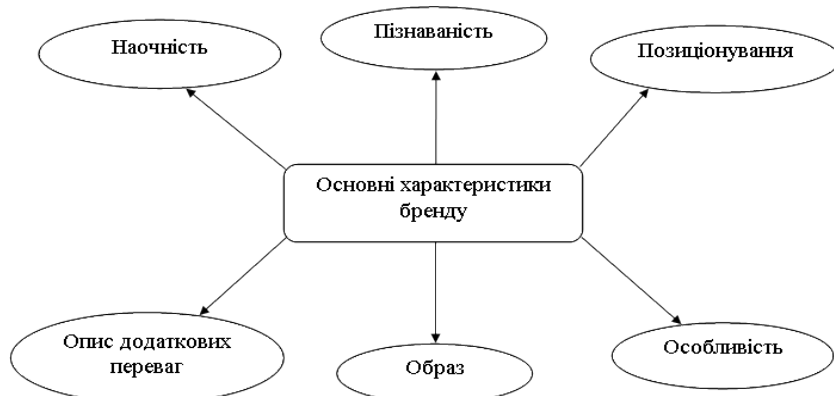 Наочність
Пізнаваність
Позиціонування
Основні характеристики
бренду
Опис додаткових
переваг
Образ
Особливість